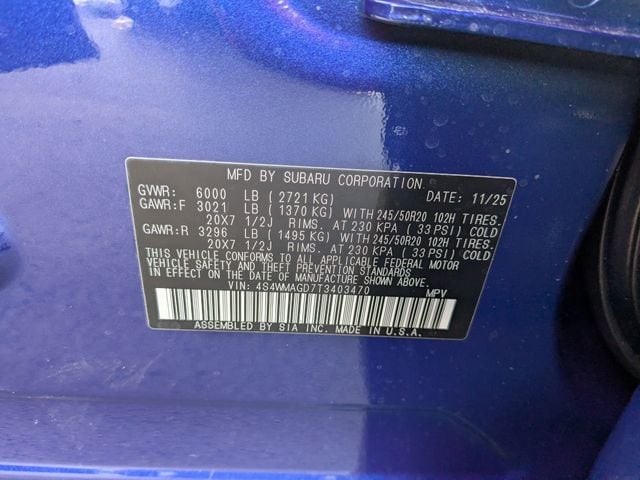 MFD BY SUBARU CORPORATION. DATE: 11/25
GVWR: 6000 LB ( 2721 KG)
GAWR:F 3021 LB ( 1370 KG) WITH 245/50R20 102H TIRES.
20X7 1/2J RIMS. AT 230 KPA ( 33 PSI) COLD
GAWR:R 3296 LB ( 1495 KG) WITH 245/50R20 102H TIRES.
20X7 1/2J RIMS. AT 230 KPA ( 33 PSI) COLD
THIS VEHICLE CONFORMS TO ALL APPLICABLE FEDERAL MOTOR
VEHICLE SAFETY AND THEFT PREVENTION STANDARDS
IN EFFECT ON THE DATE OF MANUFACTURE SHOWN ABOVE.
VIN: 4S4WMAGD7T3403470 MPV
ASSEMBLED BY SIA INC. MADE IN U.S.A.